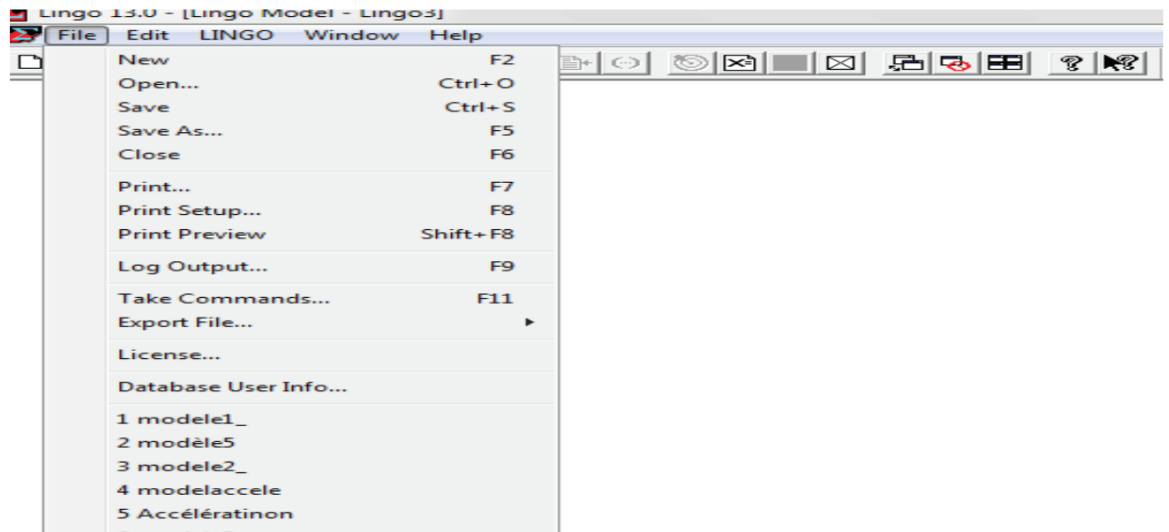 Lingo 13.0 - [Lingo Model - Lingo3]
File Edit LINGO Window Help
New F2
Open... Ctrl+O
Save Ctrl+S
Save As... F5
Close F6
Print... F7
Print Setup... F8
Print Preview Shift+F8
Log Output... F9
Take Commands... F11
Export File...
License...
Database User Info...
1 modele1_
2 modèle5
3 modele2_
4 modelaccele
5 Accélératinon